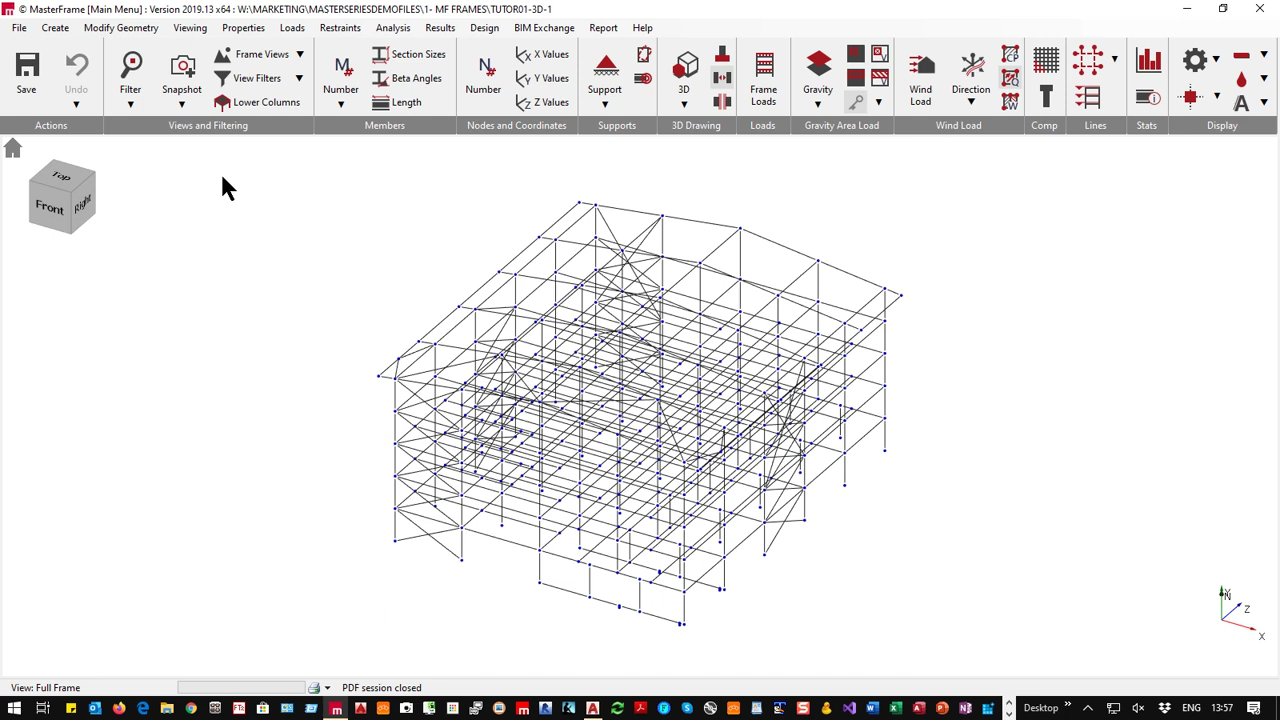 © MasterFrame [Main Menu] : Version 2019.13 x64 : W:\MARKETING\MASTERSERIESDEMOFILES\1- MF FRAMES\TUTOR01-3D-1
File Create Modify Geometry Viewing Properties Loads Restraints Analysis Results Design BIM Exchange Report Help
Save Undo Filter Snapshot Frame Views View Filters Lower Columns
Number Section Sizes Beta Angles Length
Number X Values Y Values Z Values
Support 3D Frame Loads Gravity Wind Load Direction
Actions Views and Filtering Members Nodes and Coordinates Supports 3D Drawing Loads Gravity Area Load Wind Load Comp Lines Stats Display
Top
Front Right
Y
N
Z
X
View: Full Frame PDF session closed
Desktop ENG 13:57